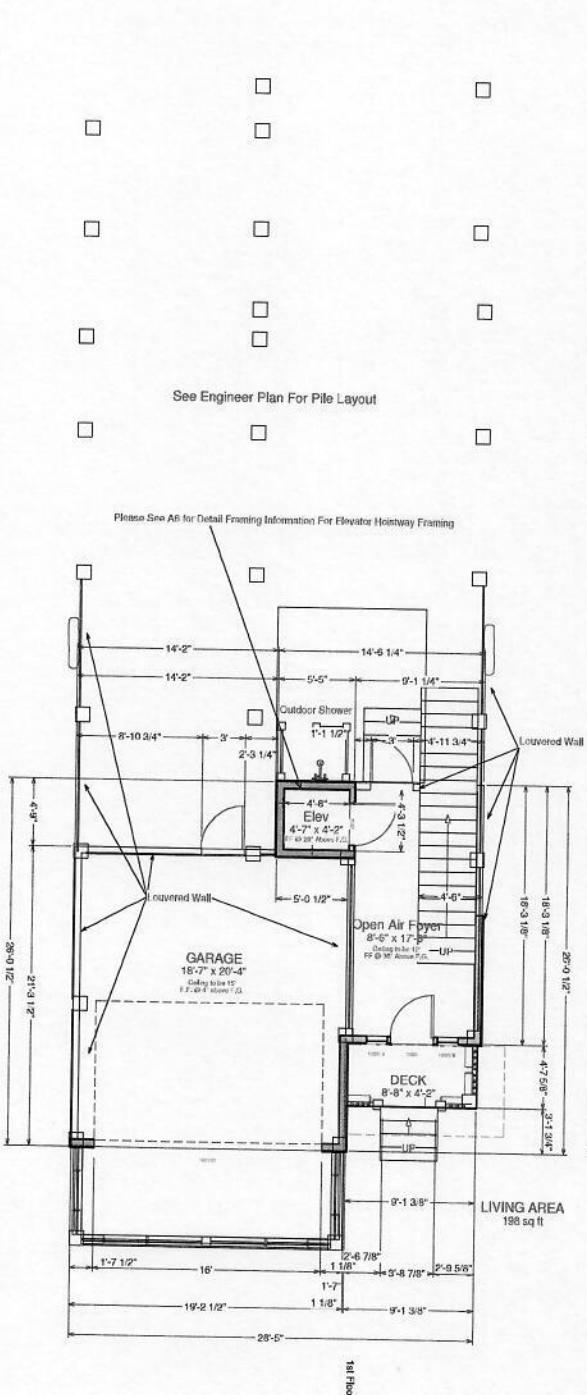 See Engineer Plan For Pile Layout
Please See A6 for Detail Framing Information For Elevator Hoistway Framing
14'-2"
14'-6 1/4"
14'-2"
5'-5"
9'-1 1/4"
Outdoor Shower
UP
1'-1 1/2"
8'-10 3/4"
3'
3'
4'-11 3/4"
Louvered Wall
2'-3 1/4"
4'-9"
4'-6"
Elev
4'-7" x 4'-2"
4'-3 1/2"
5'-0 1/2"
4'-6"
Louvered Wall
Open Air Foyer
Ceiling to be 12'
UP
GARAGE
18'-7" x 20'-4"
Ceiling to be 15'
26'-0 1/2"
21'-3 1/2"
18'-3 1/8"
18'-3 1/8"
26'-0 1/2"
DECK
8'-8" x 4'-2"
4'-7 5/8"
3'-1 3/4"
UP
9'-1 3/8"
LIVING AREA
198 sq ft
1'-7 1/2"
16'
1 1/8"
2'-6 7/8"
3'-8 7/8"
2'-9 5/8"
1'-7
1 1/8"
19'-2 1/2"
9'-1 3/8"
28'-5"
1st Floo